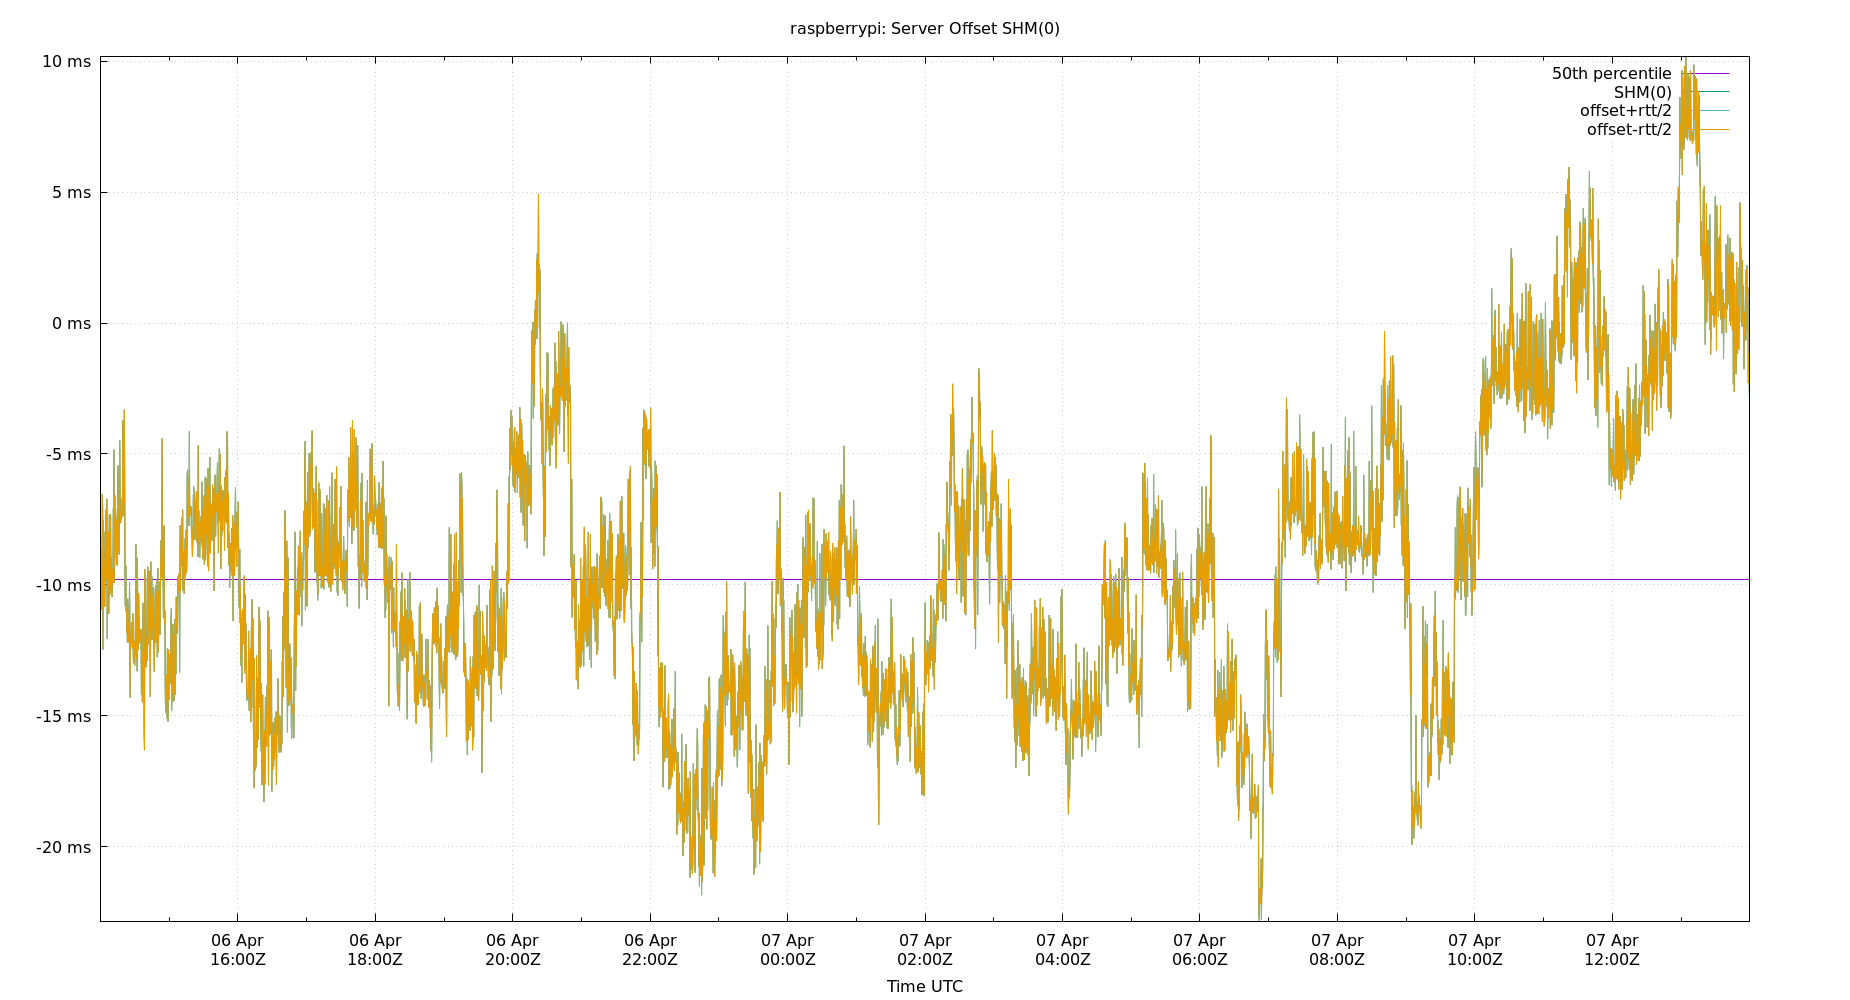 raspberrypi: Server Offset SHM(0)
10 ms
5 ms
0 ms
-5 ms
-10 ms
-15 ms
-20 ms
50th percentile
SHM(0)
offset+rtt/2
offset-rtt/2
06 Apr
16:00Z
06 Apr
18:00Z
06 Apr
20:00Z
06 Apr
22:00Z
07 Apr
00:00Z
07 Apr
02:00Z
07 Apr
04:00Z
07 Apr
06:00Z
07 Apr
08:00Z
07 Apr
10:00Z
07 Apr
12:00Z
Time UTC